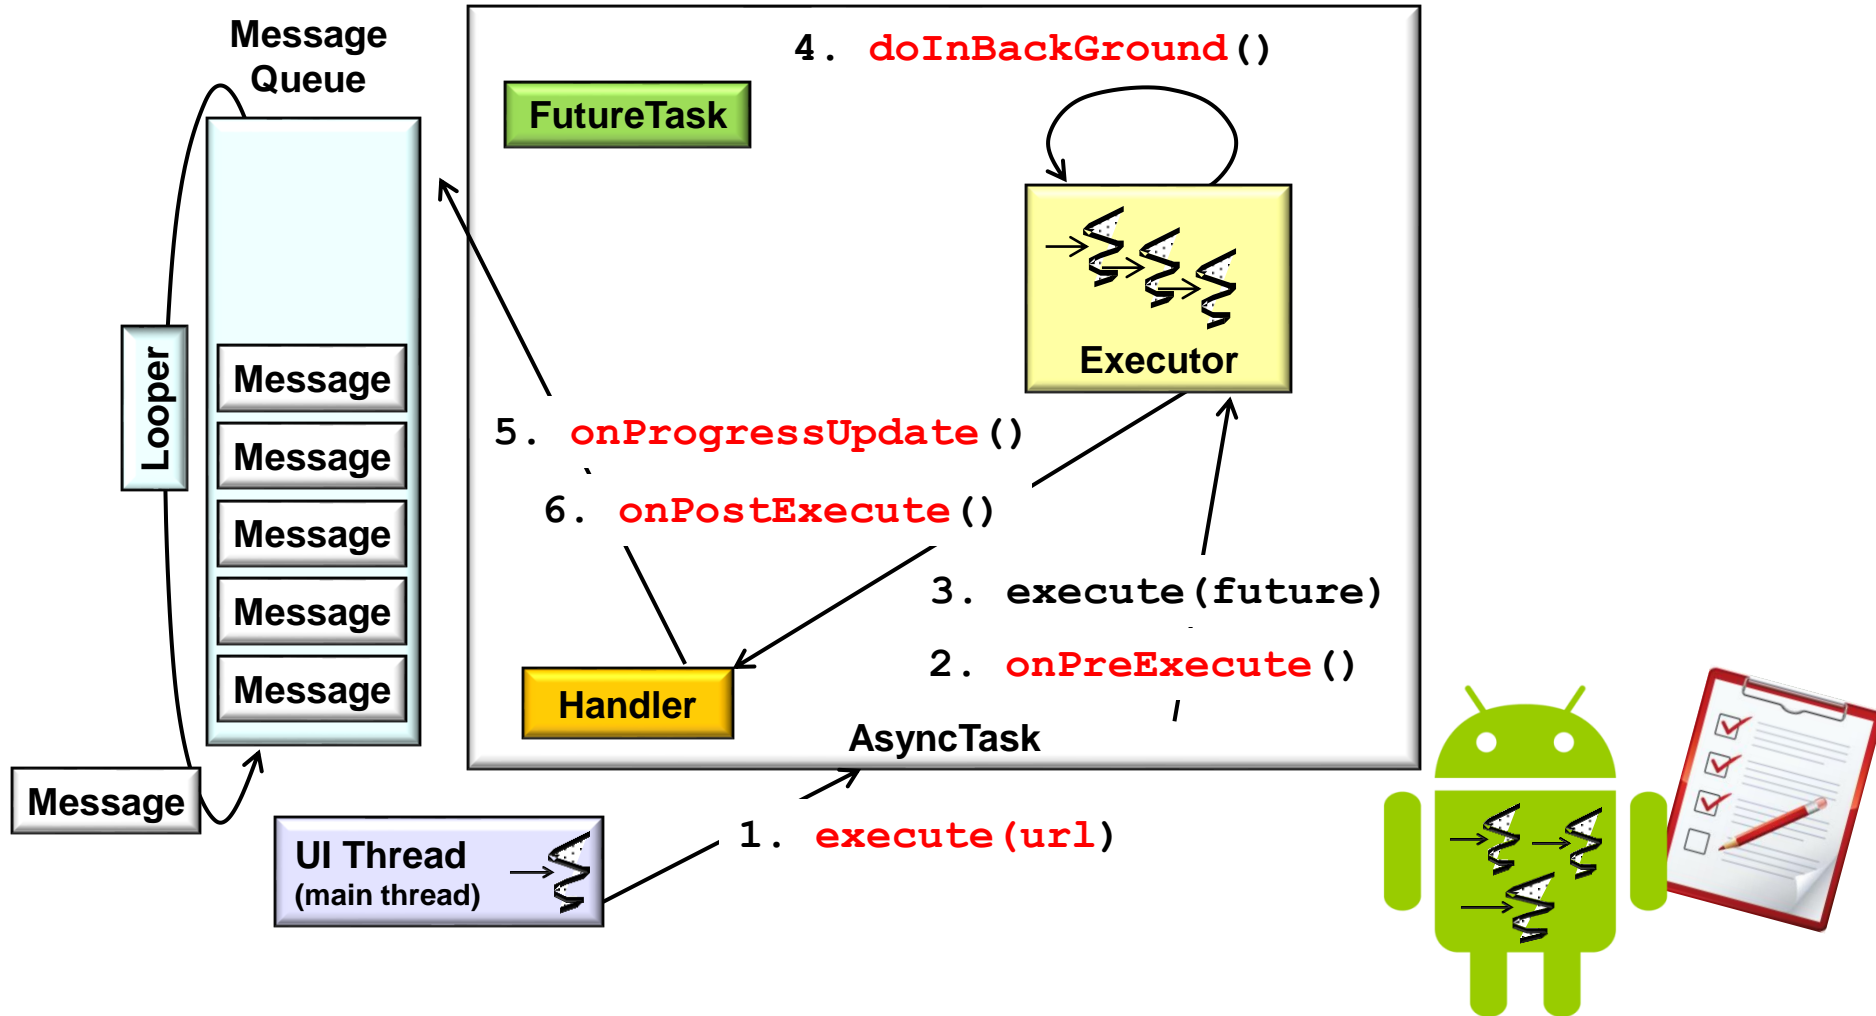 Message
Queue
4. doInBackGround()
FutureTask
Executor
Looper
Message
Message
Message
Message
Message
5. onProgressUpdate()
6. onPostExecute()
3. execute(future)
2. onPreExecute()
Handler
AsyncTask
Message
1. execute(url)
UI Thread
(main thread)